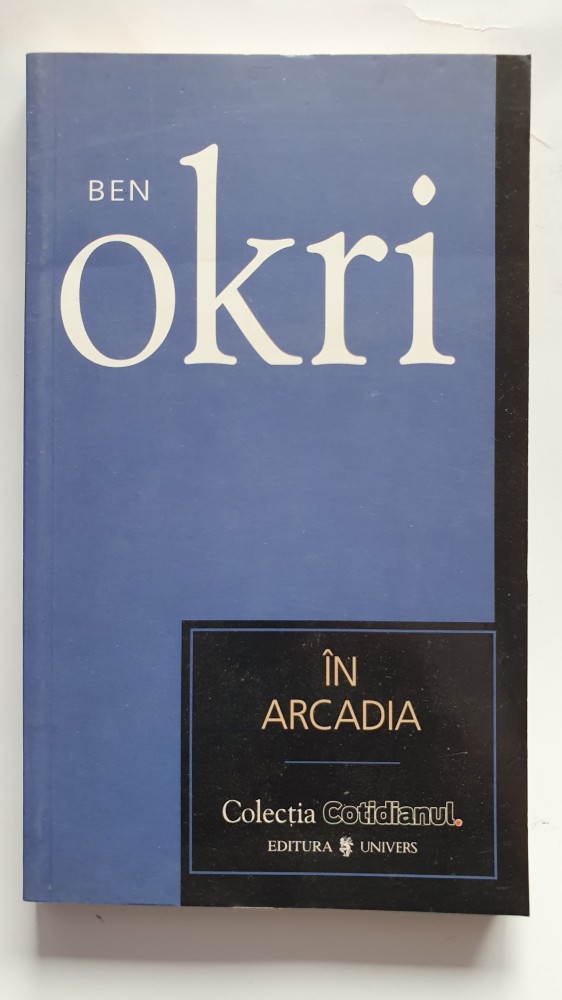 BEN
okri
ÎN
ARCADIA
Colecția Cotidianul.
EDITURA UNIVERS